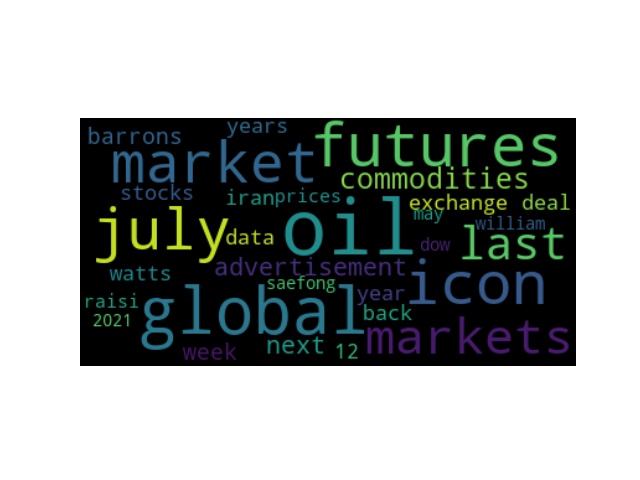 barrons years futures
market commodities
stocks iran prices exchange deal
july data oil may william
dow last
watts advertisement icon
raisi saefong year
2021 global back markets
week next 12